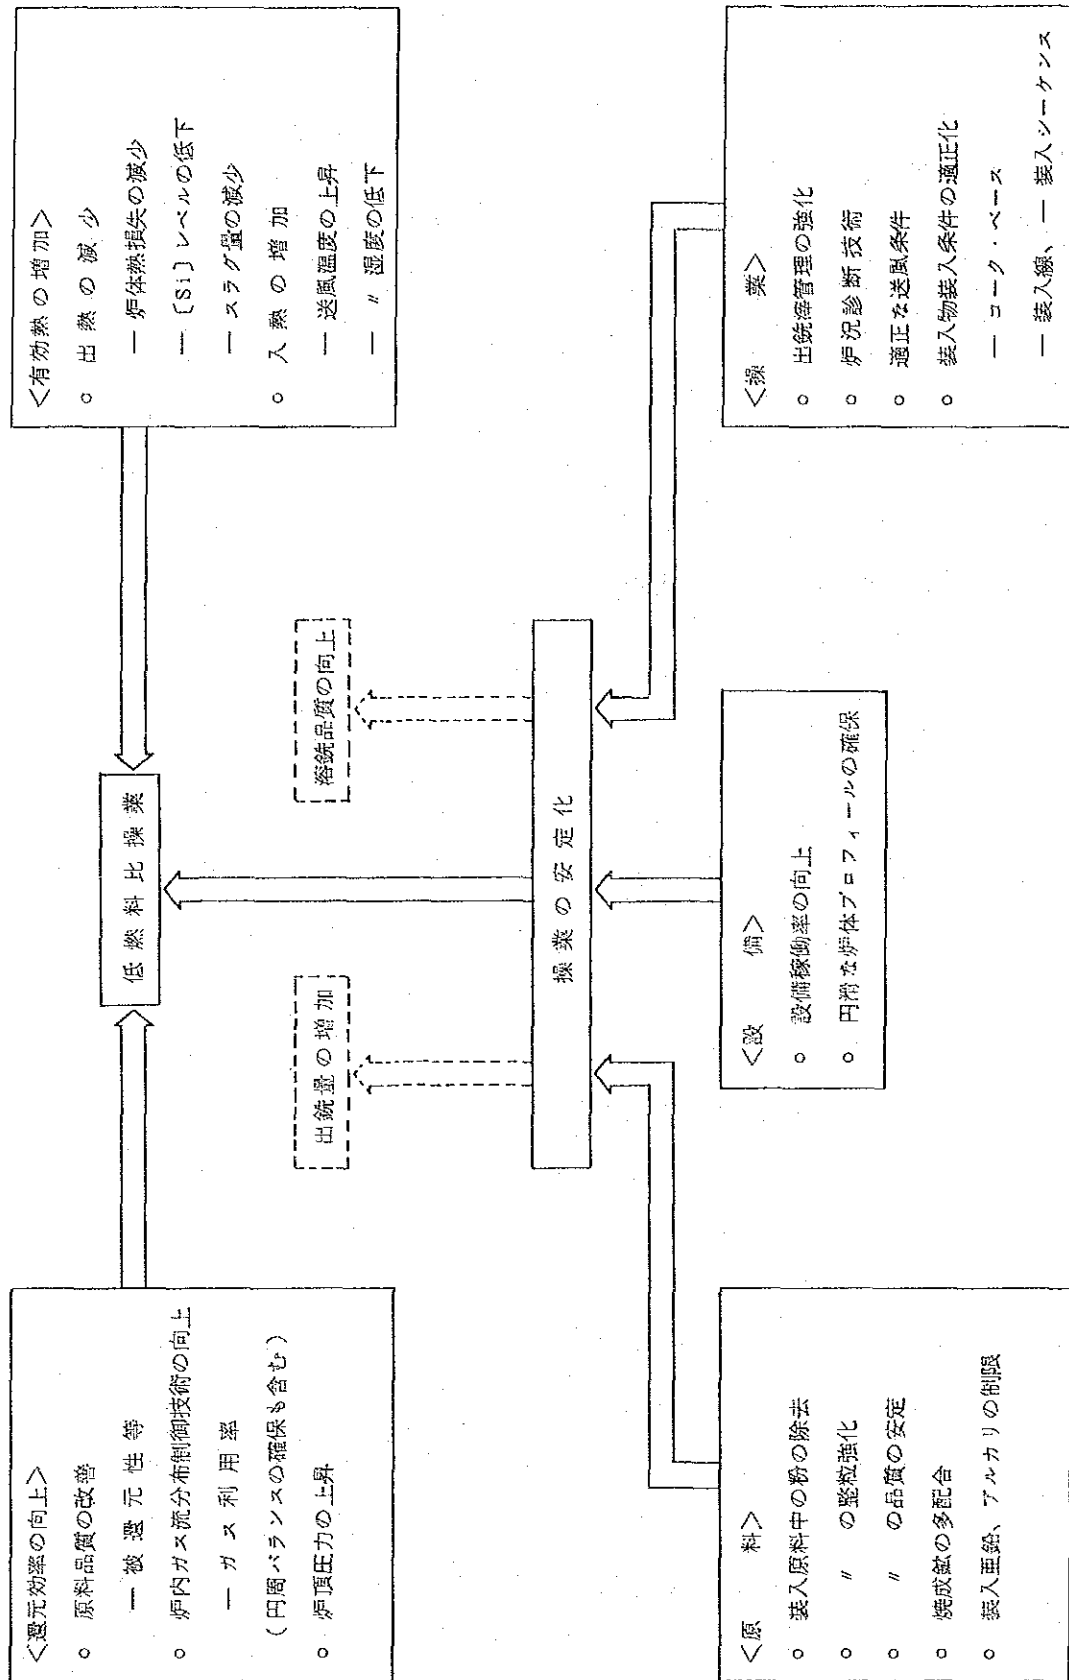 <還元効率の向上>
○ 原料品質の改善
― 被還元性等
○ 炉内ガス流分布制御技術の向上
― ガス利用率
(円周バランスの確保も含む)
○ 炉頂圧力の上昇
低燃料比操業
<有効熱の増加>
○ 出熱の減少
― 炉体熱損失の減少
― 〔Si〕レベルの低下
― スラグ量の減少
○ 入熱の増加
― 送風温度の上昇
― 〃 湿度の低下
出銑量の増加
溶銑品質の向上
操業の安定化
<原料>
○ 装入原料中の粉の除去
○ 〃 の整粒強化
○ 〃 の品質の安定
○ 焼成鉱の多配合
○ 装入亜鉛、アルカリの制限
<設備>
○ 設備稼働率の向上
○ 円滑な炉体プロフィールの確保
<操業>
○ 出銑滓管理の強化
○ 炉況診断技術
○ 適正な送風条件
○ 装入物装入条件の適正化
― コーク・ベース
― 装入線、― 装入シーケンス